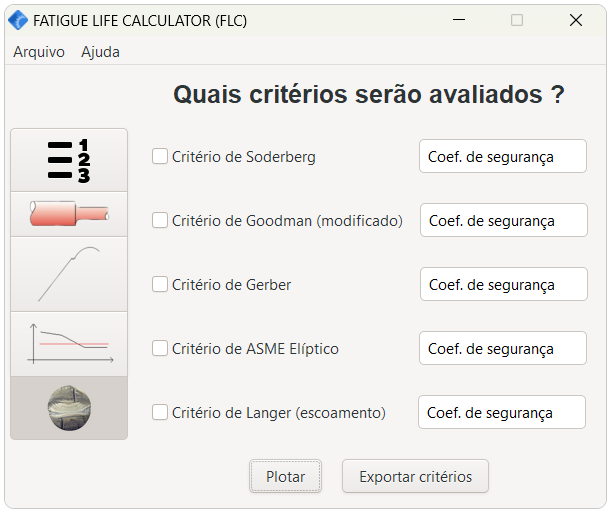 FATIGUE LIFE CALCULATOR (FLC)
Arquivo Ajuda
Quais critérios serão avaliados ?
1
2
3
Critério de Soderberg Coef. de segurança
Critério de Goodman (modificado) Coef. de segurança
Critério de Gerber Coef. de segurança
Critério de ASME Elíptico Coef. de segurança
Critério de Langer (escoamento) Coef. de segurança
Plotar Exportar critérios